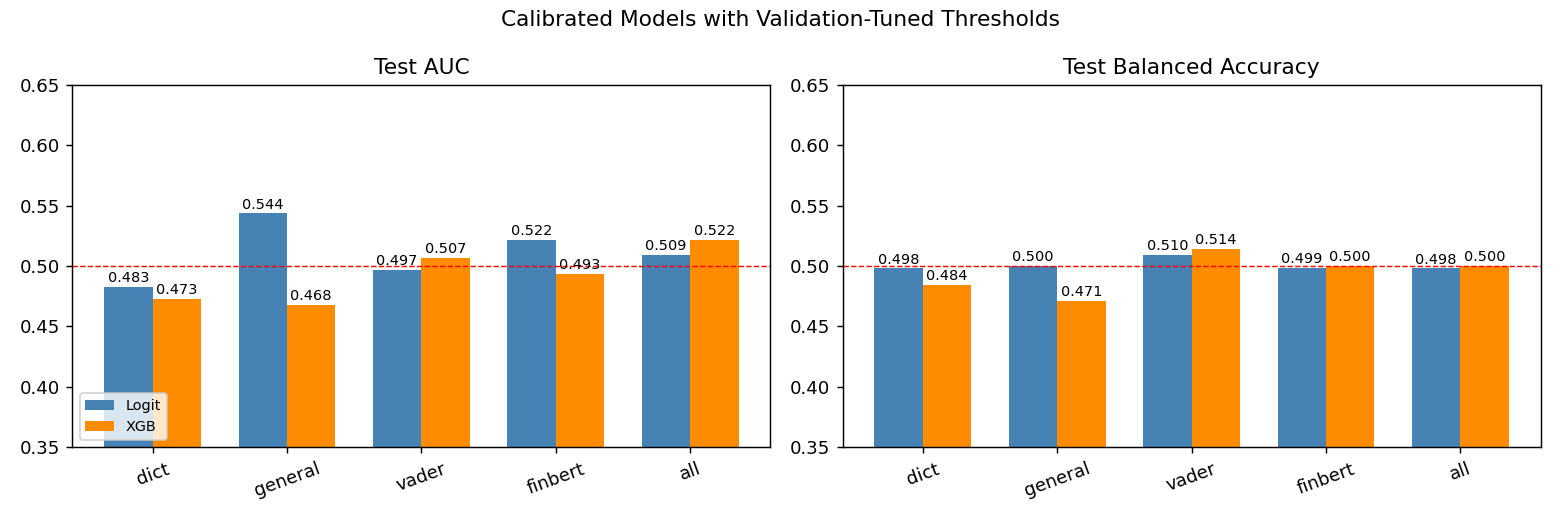 Calibrated Models with Validation-Tuned Thresholds
Test AUC
0.65
0.60
0.55
0.50
0.45
0.40
0.35
0.483
0.473
0.544
0.468
0.497
0.507
0.522
0.493
0.509
0.522
Logit
XGB
dict
general
vader
finbert
all
Test Balanced Accuracy
0.65
0.60
0.55
0.50
0.45
0.40
0.35
0.498
0.484
0.500
0.471
0.510
0.514
0.499
0.500
0.498
0.500
dict
general
vader
finbert
all